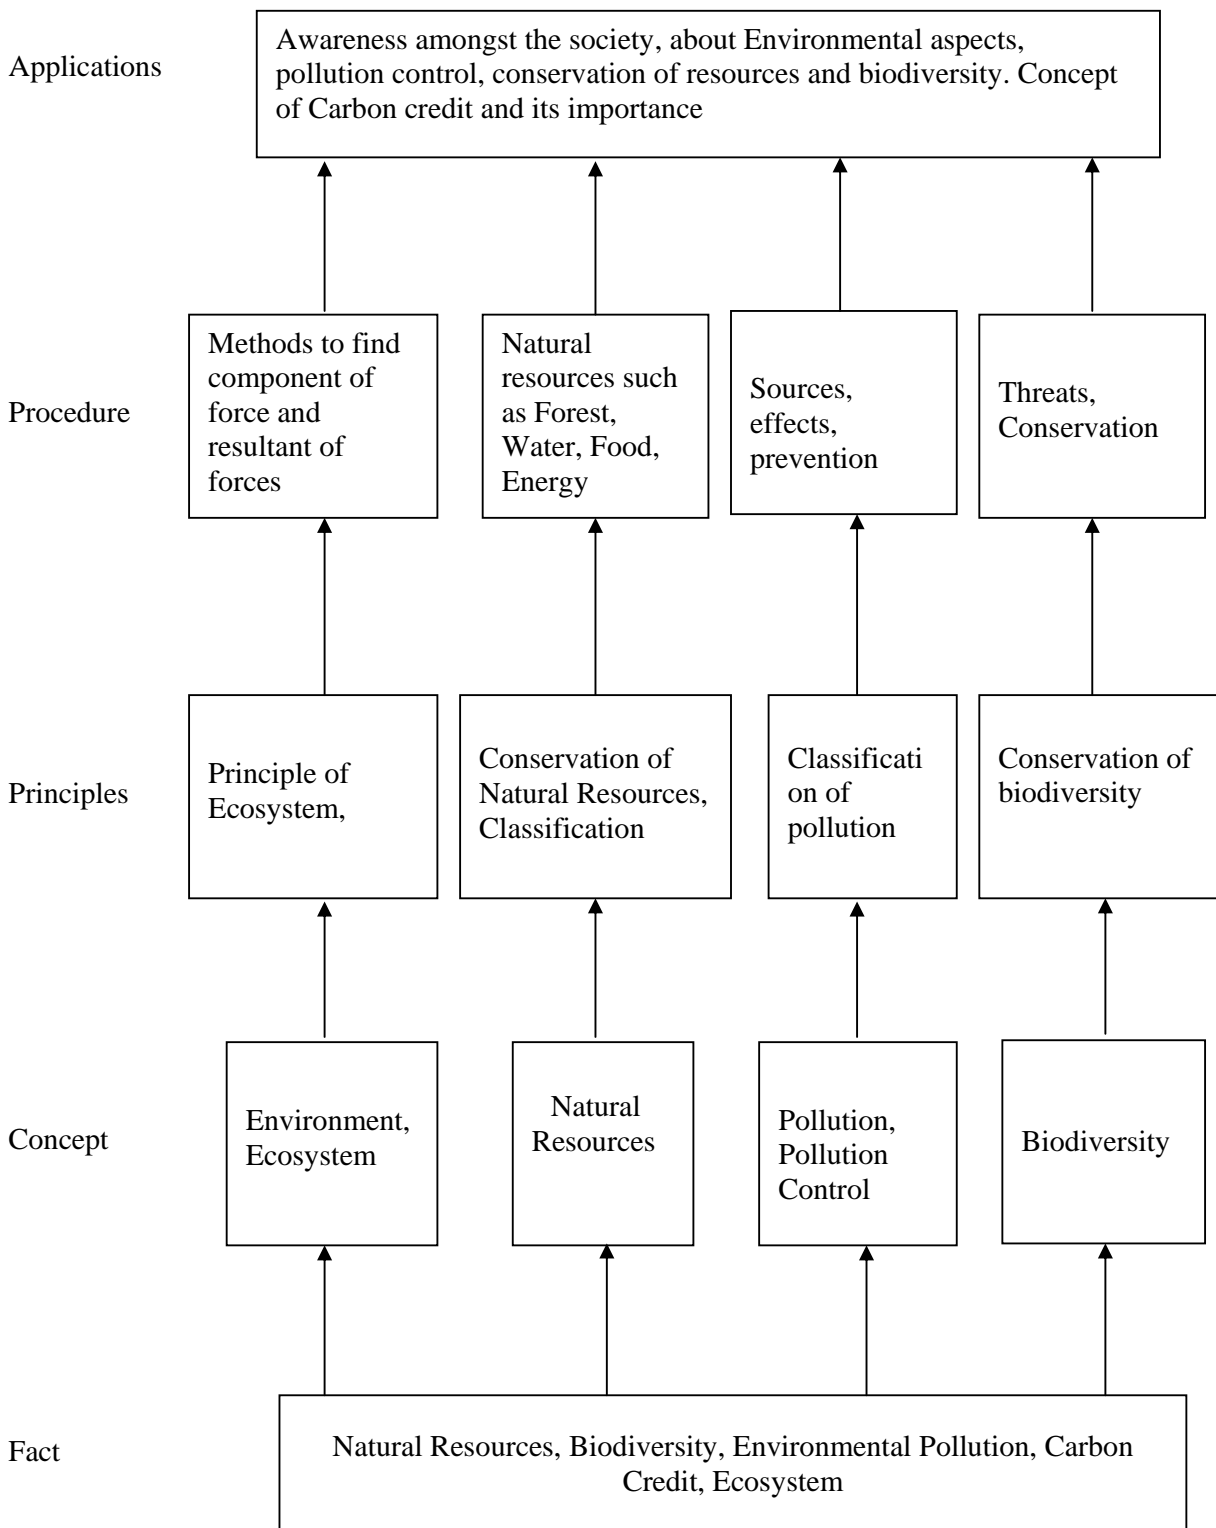 Applications
Awareness amongst the society, about Environmental aspects,
pollution control, conservation of resources and biodiversity. Concept
of Carbon credit and its importance
Procedure
Methods to find
component of
force and
resultant of
forces
Natural
resources such
as Forest,
Water, Food,
Energy
Sources,
effects,
prevention
Threats,
Conservation
Principles
Principle of
Ecosystem,
Conservation of
Natural Resources,
Classification
Classificati
on of
pollution
Conservation of
biodiversity
Concept
Environment,
Ecosystem
Natural
Resources
Pollution,
Pollution
Control
Biodiversity
Fact
Natural Resources, Biodiversity, Environmental Pollution, Carbon
Credit, Ecosystem